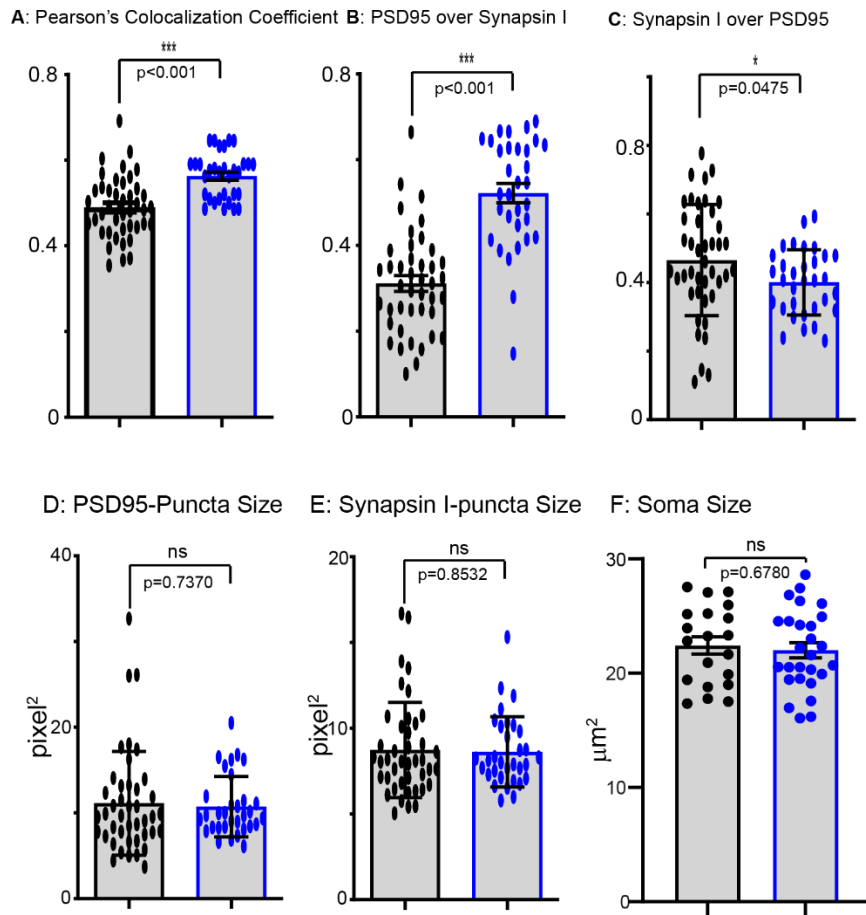 A: Pearson's Colocalization Coefficient
B: PSD95 over Synapsin I
C: Synapsin I over PSD95
***
p<0.001
0.8
0.4
0
***
p<0.001
0.8
0.4
0
*
p=0.0475
0.8
0.4
0
D: PSD95-Puncta Size
E: Synapsin I-puncta Size
F: Soma Size
ns
p=0.7370
40
20
0
pixel²
ns
p=0.8532
20
10
0
pixel²
ns
p=0.6780
30
20
10
0
µm²